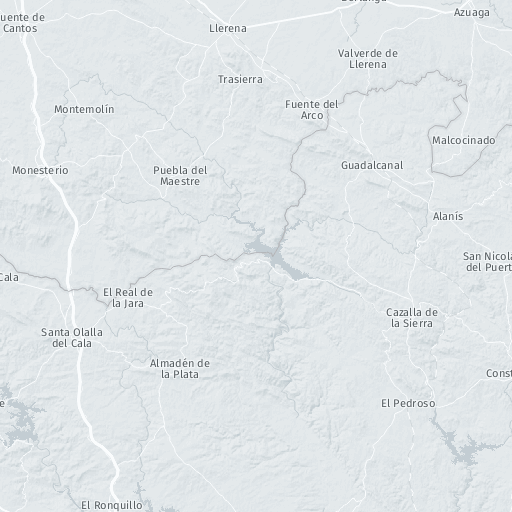 Azuaga
Fuente de
Cantos
Llerena
Valverde de
Llerena
Trasierra
Montemolín
Fuente del
Arco
Malcocinado
Monesterio
Puebla del
Maestre
Guadalcanal
Alanís
San Nicola
del Puert
Cala
El Real de
la Jara
Cazalla de
la Sierra
Santa Olalla
del Cala
Almadén de
la Plata
Const
El Pedroso
El Ronquillo